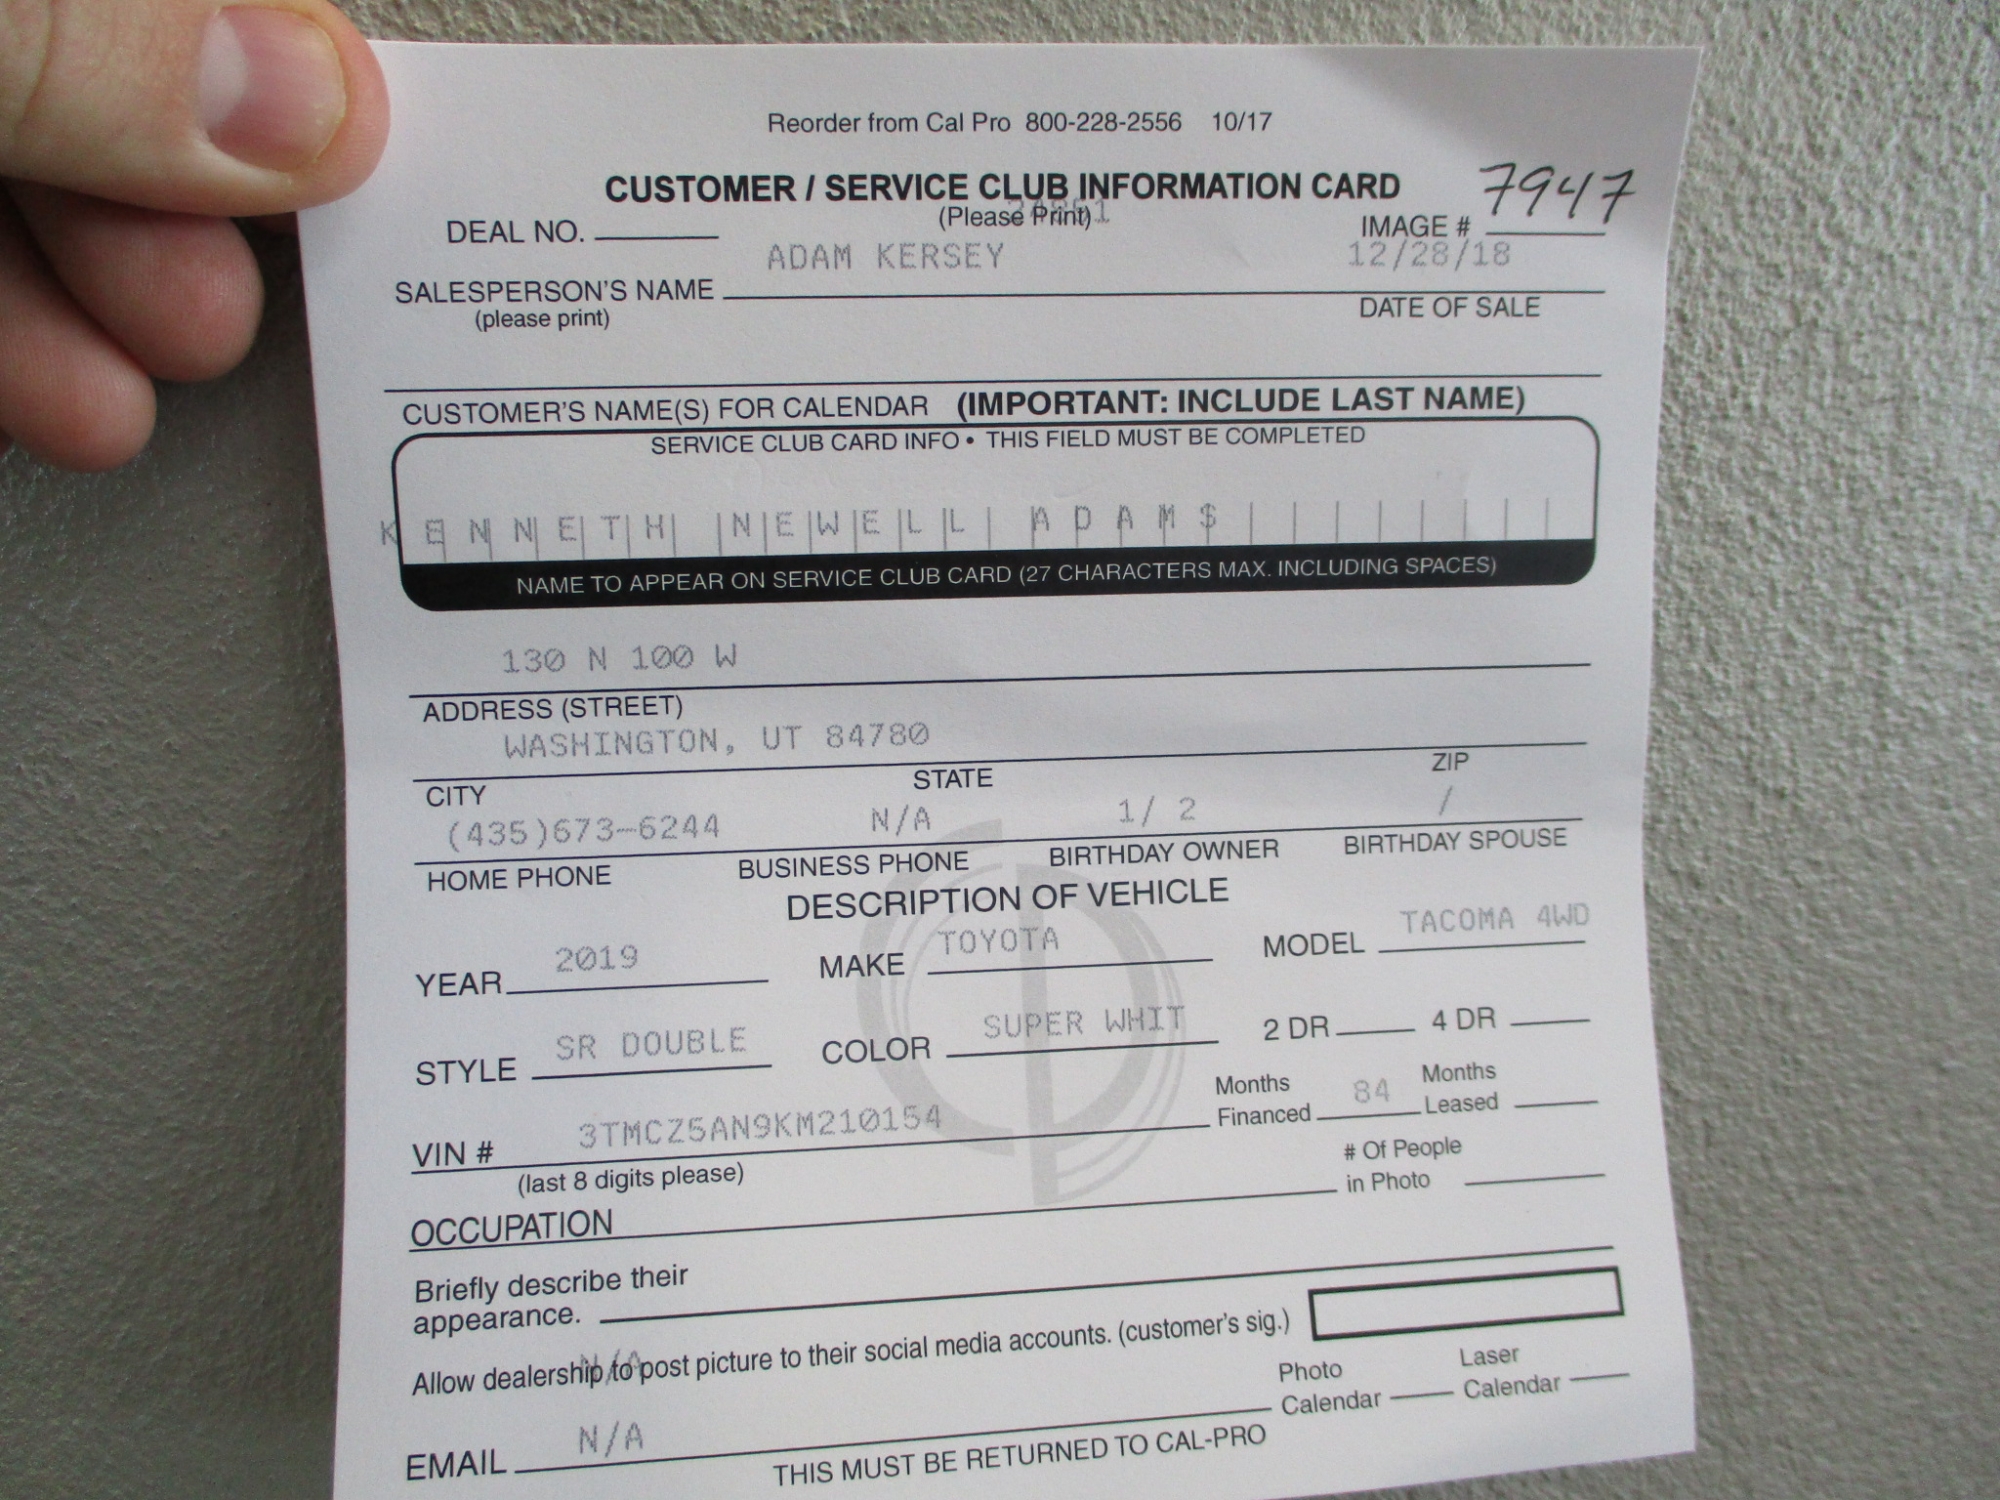 Reorder from Cal Pro 800-228-2556 10/17
CUSTOMER / SERVICE CLUB INFORMATION CARD
(Please Print)
DEAL NO. IMAGE # 7947
ADAM KERSEY 12/28/18
SALESPERSON'S NAME
(please print) DATE OF SALE
CUSTOMER'S NAME(S) FOR CALENDAR (IMPORTANT: INCLUDE LAST NAME)
SERVICE CLUB CARD INFO • THIS FIELD MUST BE COMPLETED
KENNETH NEWELL ADAMS
NAME TO APPEAR ON SERVICE CLUB CARD (27 CHARACTERS MAX. INCLUDING SPACES)
130 N 100 W
ADDRESS (STREET)
WASHINGTON, UT 84780
CITY STATE ZIP
(435)673-6244 N/A 1/ 2 /
HOME PHONE BUSINESS PHONE BIRTHDAY OWNER BIRTHDAY SPOUSE
DESCRIPTION OF VEHICLE
YEAR 2019 MAKE TOYOTA MODEL TACOMA 4WD
STYLE SR DOUBLE COLOR SUPER WHIT 2 DR 4 DR
VIN # 3TMCZ5AN9KM210154 Months Financed 84 Months Leased
(last 8 digits please)
OCCUPATION # Of People in Photo
Briefly describe their
appearance.
Allow dealership to post picture to their social media accounts. (customer's sig.)
N/A
Photo Calendar Laser Calendar
EMAIL N/A
THIS MUST BE RETURNED TO CAL-PRO